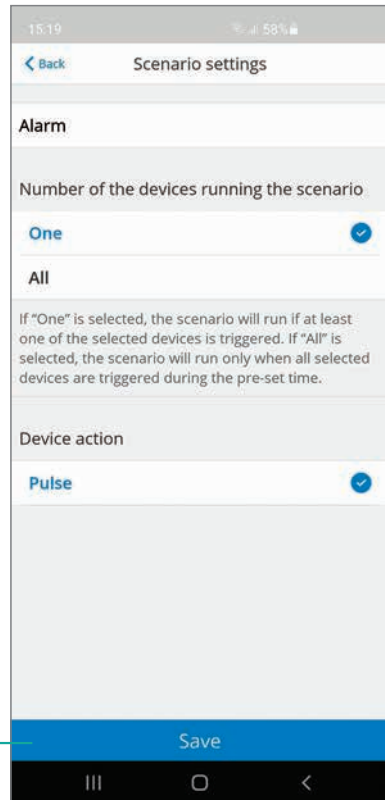 15:19 58%
Back Scenario settings
Alarm
Number of the devices running the scenario
One
All
If "One" is selected, the scenario will run if at least
one of the selected devices is triggered. If "All" is
selected, the scenario will run only when all selected
devices are triggered during the pre-set time.
Device action
Pulse
Save